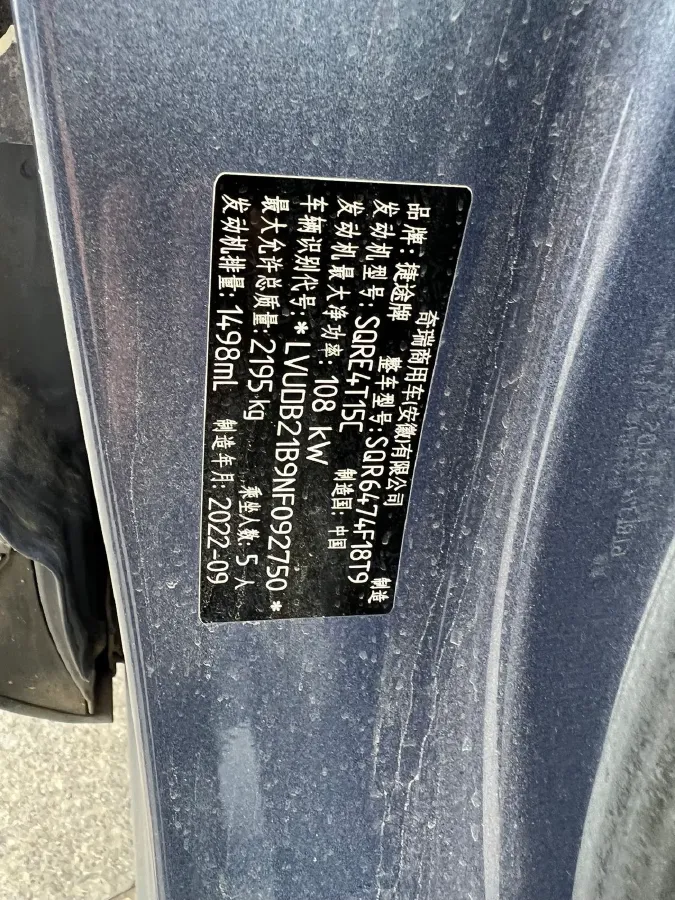 奇瑞商用车(安徽)有限公司 制造
品牌:捷途牌 整车型号:SQR6474F18T9
发动机型号:SQRE4T15C 制造国:中国
发动机最大净功率:108 kW
车辆识别代号:*LVUDB21B9NF092750*
最大允许总质量:2195 kg 乘坐人数:5 人
发动机排量:1498mL 制造年月:2022-09